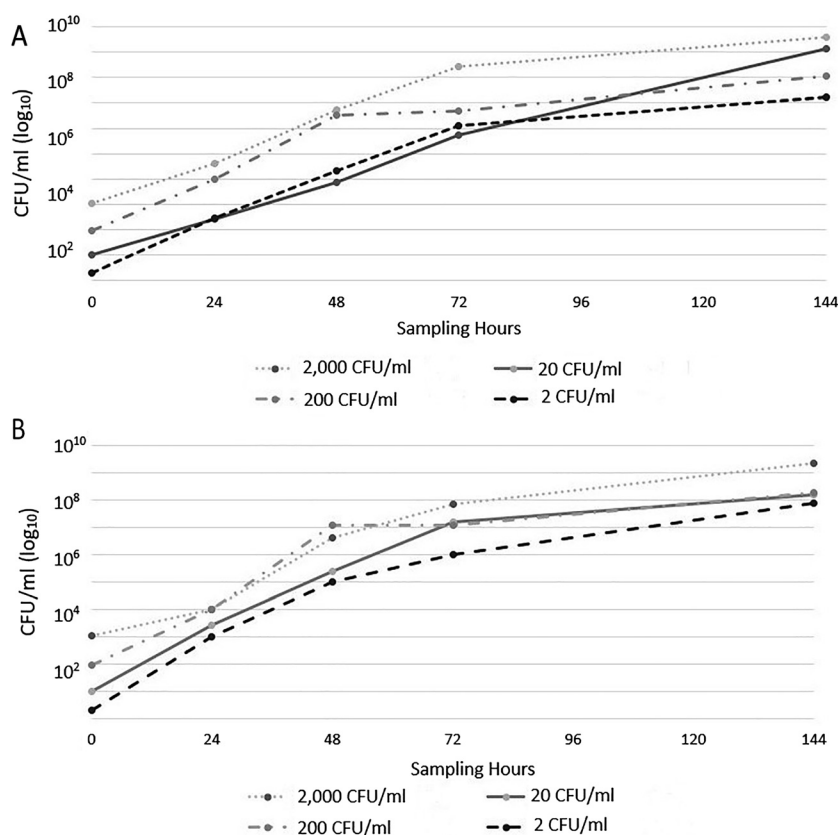 A
10¹⁰
10⁸
10⁶
10⁴
10²
CFU/ml (log₁₀)
0 24 48 72 96 120 144
Sampling Hours
2,000 CFU/ml 20 CFU/ml
200 CFU/ml 2 CFU/ml
B
10¹⁰
10⁸
10⁶
10⁴
10²
CFU/ml (log₁₀)
0 24 48 72 96 120 144
Sampling Hours
2,000 CFU/ml 20 CFU/ml
200 CFU/ml 2 CFU/ml